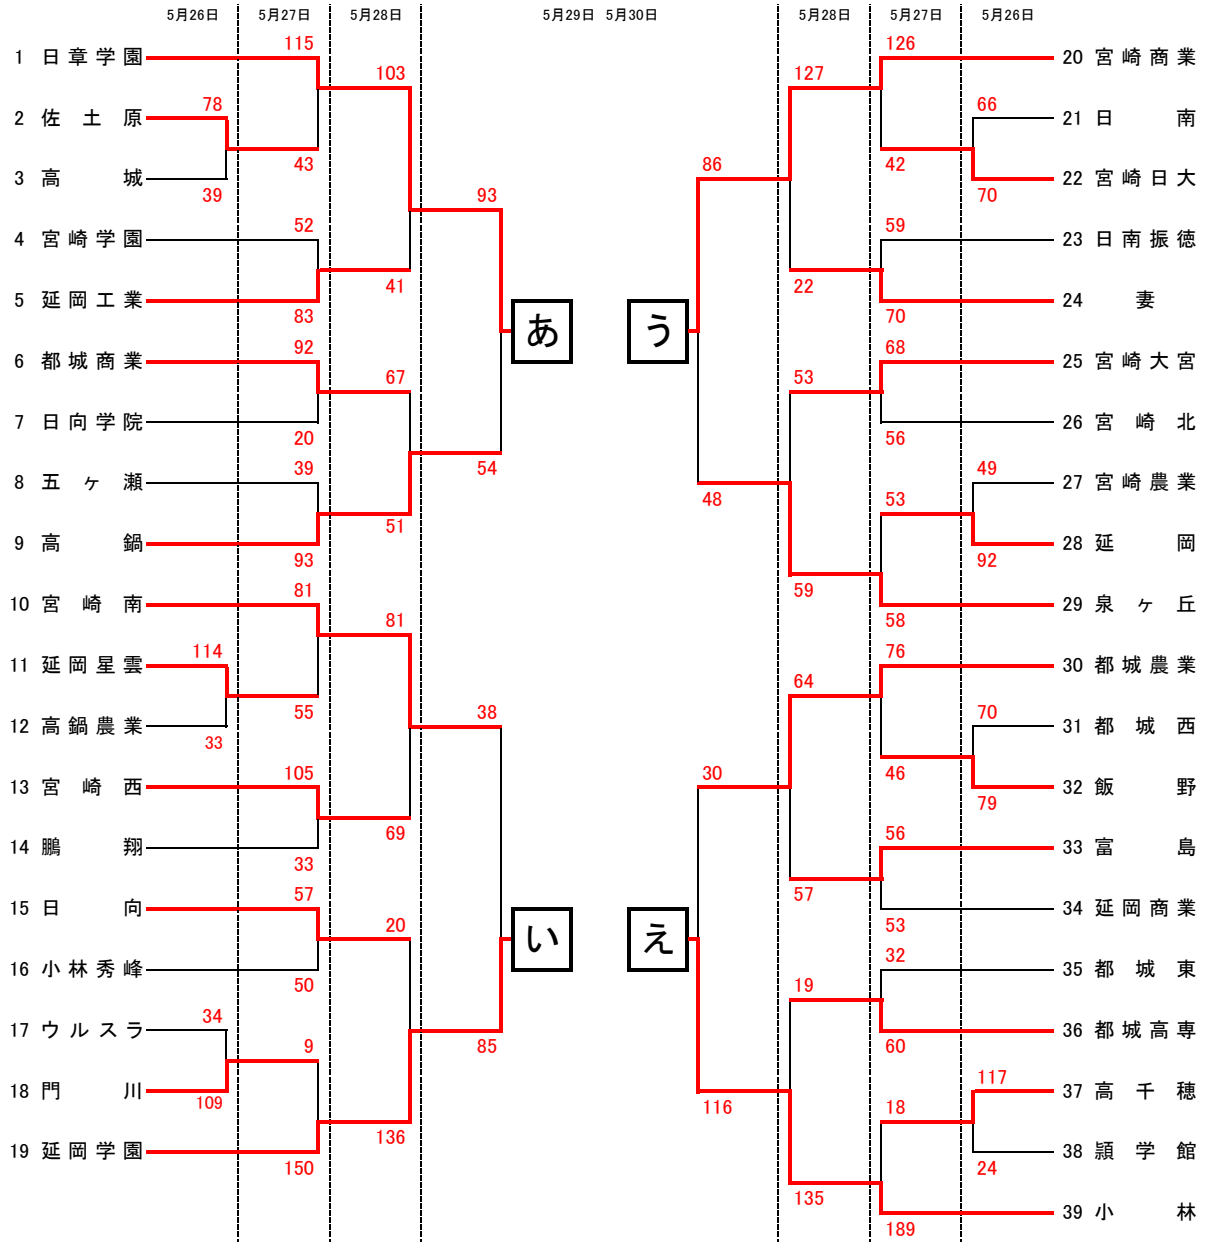 5月26日 5月27日 5月28日 5月29日 5月30日 5月28日 5月27日 5月26日
115 126
1 日章学園 20 宮崎商業
103 127
78 66
2 佐土原 21 日南
43 42
3 高城 86 22 宮崎日大
39 93 70
52 59
4 宮崎学園 23 日南振徳
41 22
5 延岡工業 24 妻
83 70
あ う
92 68
6 都城商業 25 宮崎大宮
67 53
7 日向学院 26 宮崎北
20 56
39 54 49
8 五ヶ瀬 27 宮崎農業
48 53
51
9 高鍋 28 延岡
93 92
81 59
10 宮崎南 29 泉ヶ丘
81 58
114 76
11 延岡星雲 30 都城農業
64
55 38 70
12 高鍋農業 31 都城西
33
105 30 46
13 宮崎西 32 飯野
79
69 56
14 鵬翔 33 富島
33
57 57
15 日向 34 延岡商業
20 53
い え
32
16 小林秀峰 35 都城東
50 19
34
17 ウルスラ 36 都城高専
9 85 60
117
18 門川 37 高千穂
109 116 18
136
19 延岡学園 38 頴学館
150 24
135
39 小林
189